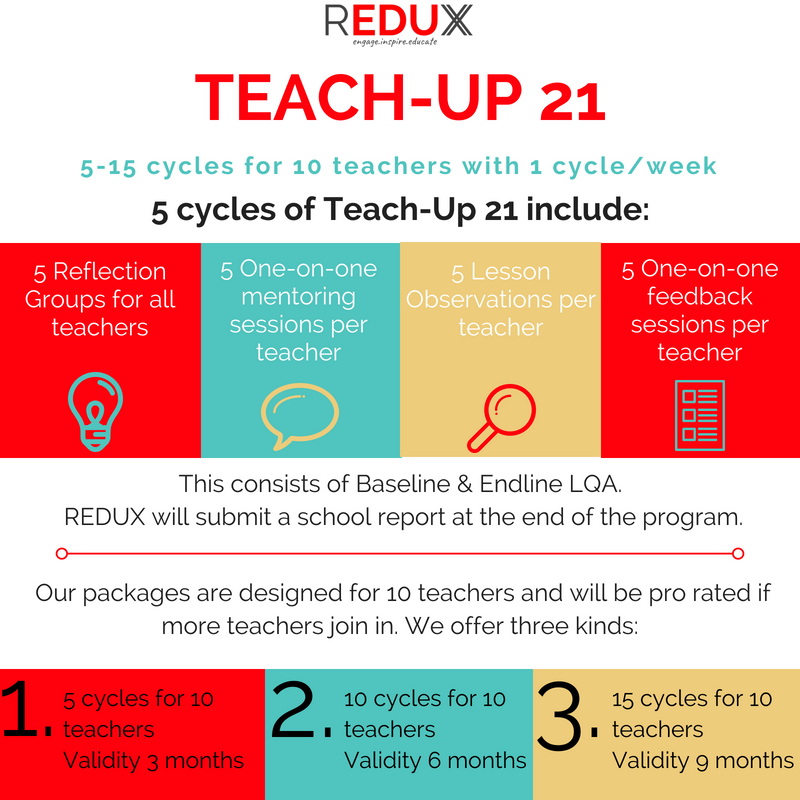 REDUX
engage.inspire.educate
TEACH-UP 21
5-15 cycles for 10 teachers with 1 cycle/week
5 cycles of Teach-Up 21 include:
5 Reflection
Groups for all
teachers
5 One-on-one
mentoring
sessions per
teacher
5 Lesson
Observations per
teacher
5 One-on-one
feedback
sessions per
teacher
This consists of Baseline & Endline LQA.
REDUX will submit a school report at the end of the program.
Our packages are designed for 10 teachers and will be pro rated if
more teachers join in. We offer three kinds:
1.
5 cycles for 10
teachers
Validity 3 months
2.
10 cycles for 10
teachers
Validity 6 months
3.
15 cycles for 10
teachers
Validity 9 months